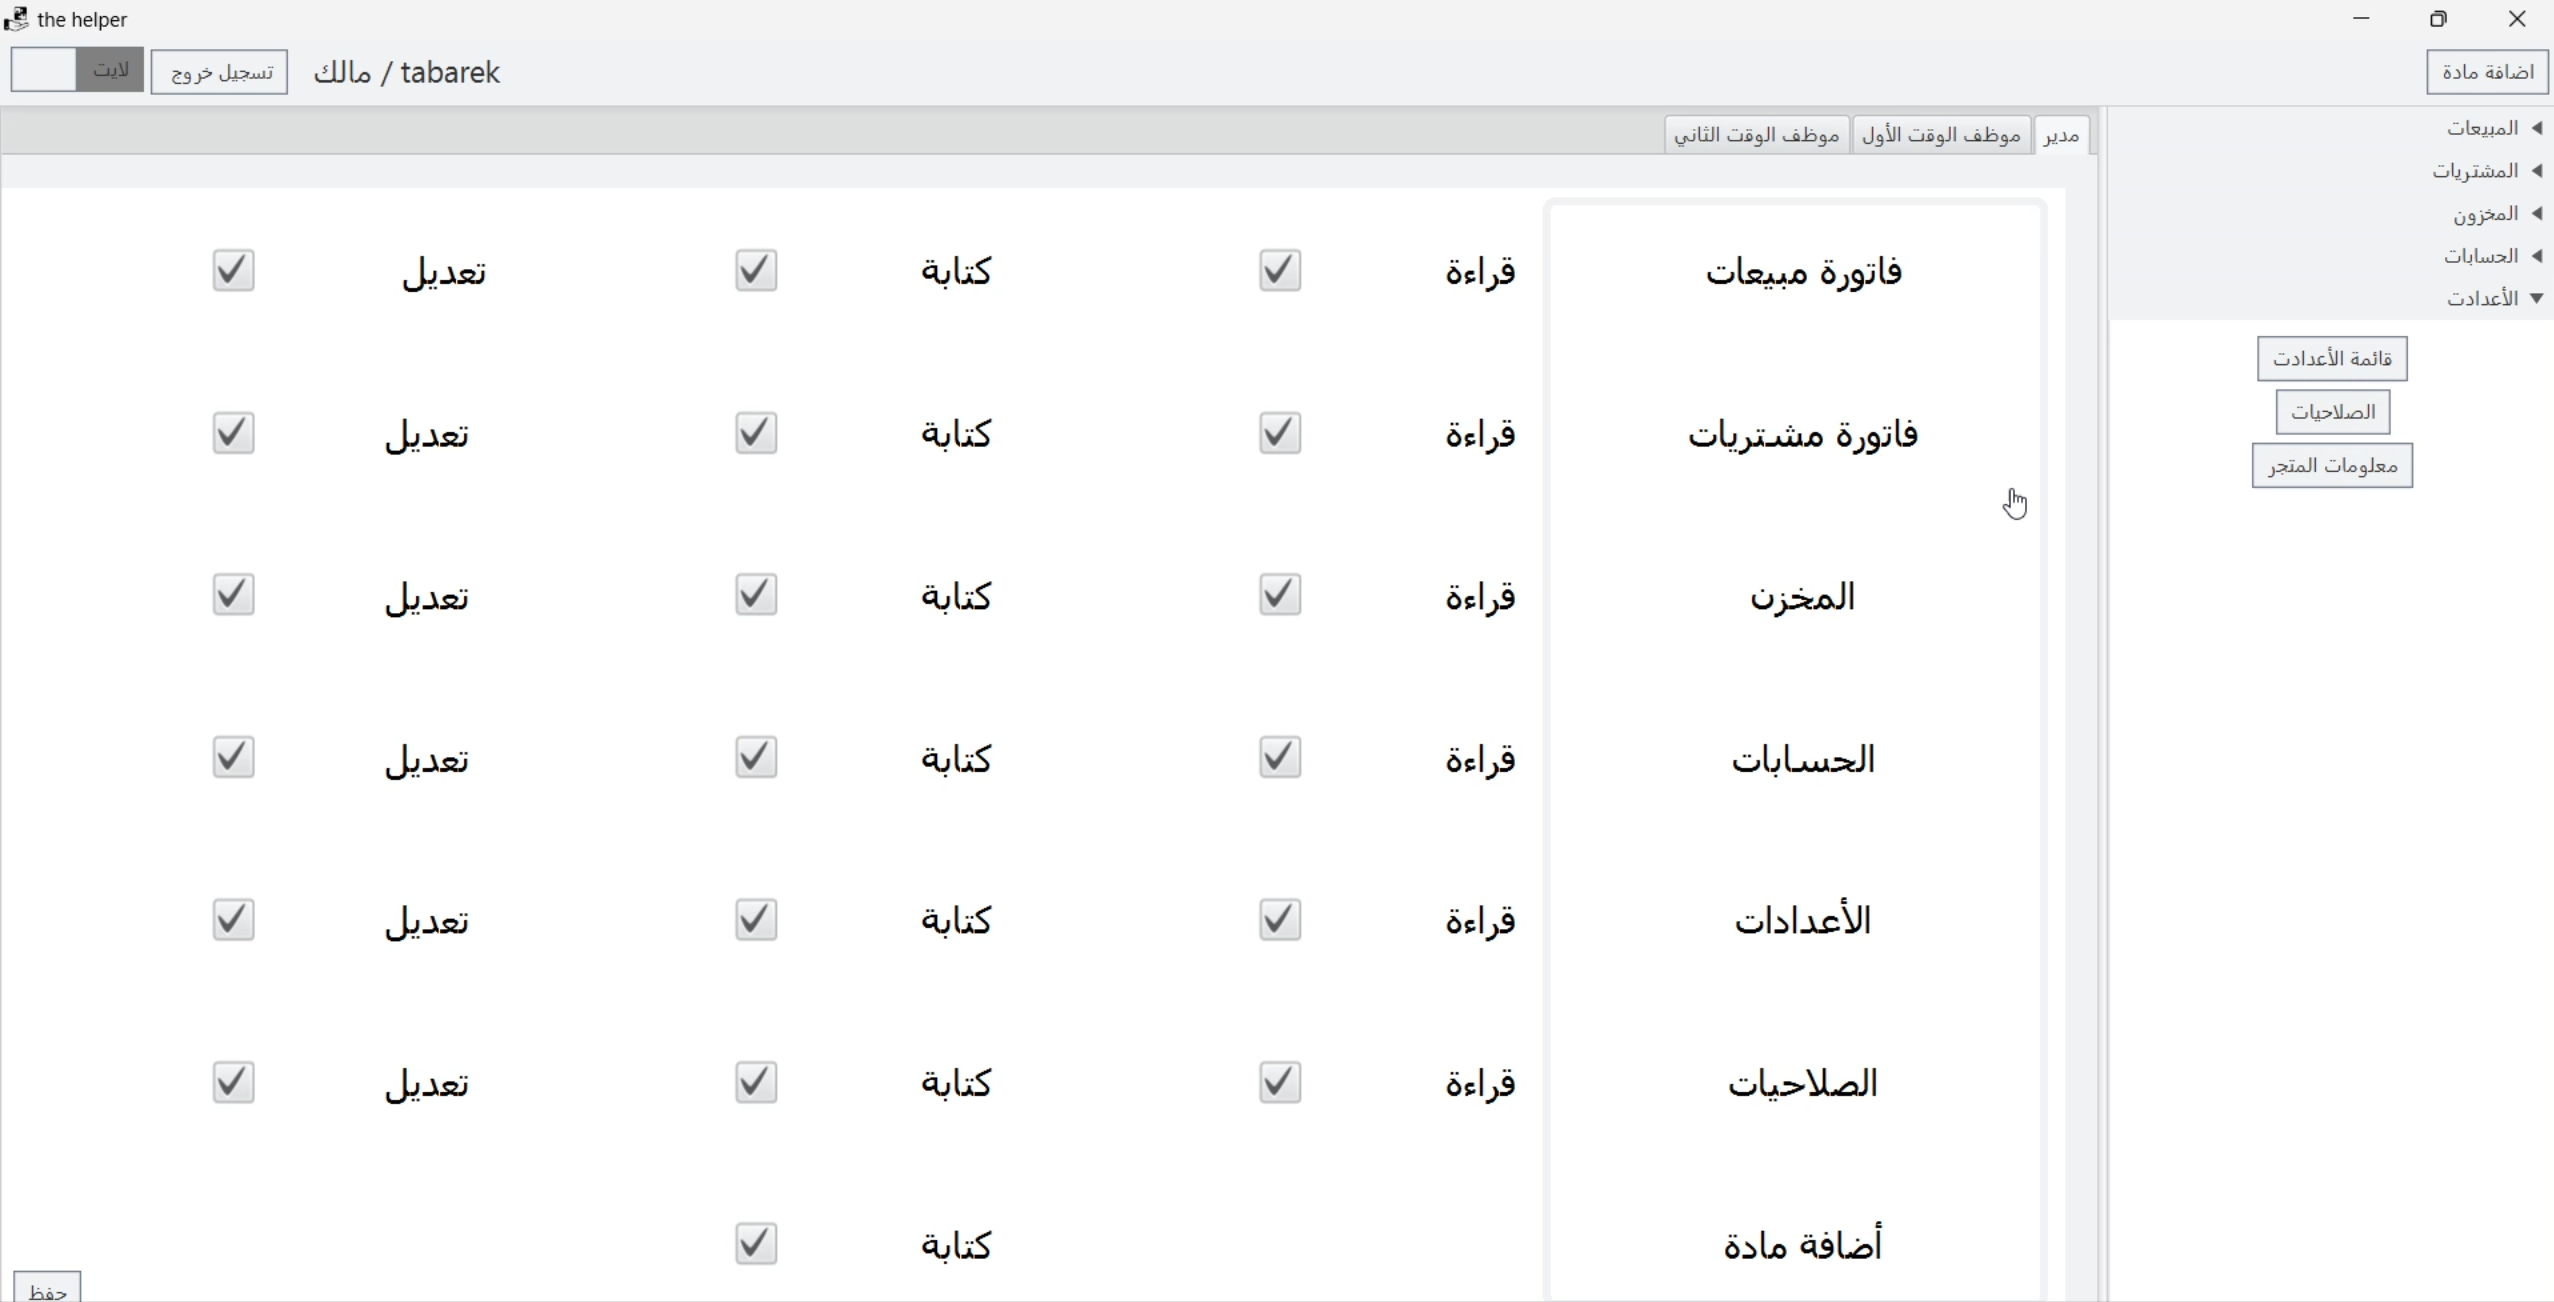 the helper
اضافة مادة
tabarek / مالك
تسجيل خروج
لايت
المبيعات
المشتريات
المخزون
الحسابات
الأعدادت
قائمة الأعدادت
الصلاحيات
معلومات المتجر
مدير
موظف الوقت الأول
موظف الوقت الثاني
فاتورة مبيعات قراءة كتابة تعديل
فاتورة مشتريات قراءة كتابة تعديل
المخزن قراءة كتابة تعديل
الحسابات قراءة كتابة تعديل
الأعدادات قراءة كتابة تعديل
الصلاحيات قراءة كتابة تعديل
أضافة مادة كتابة
حفظ